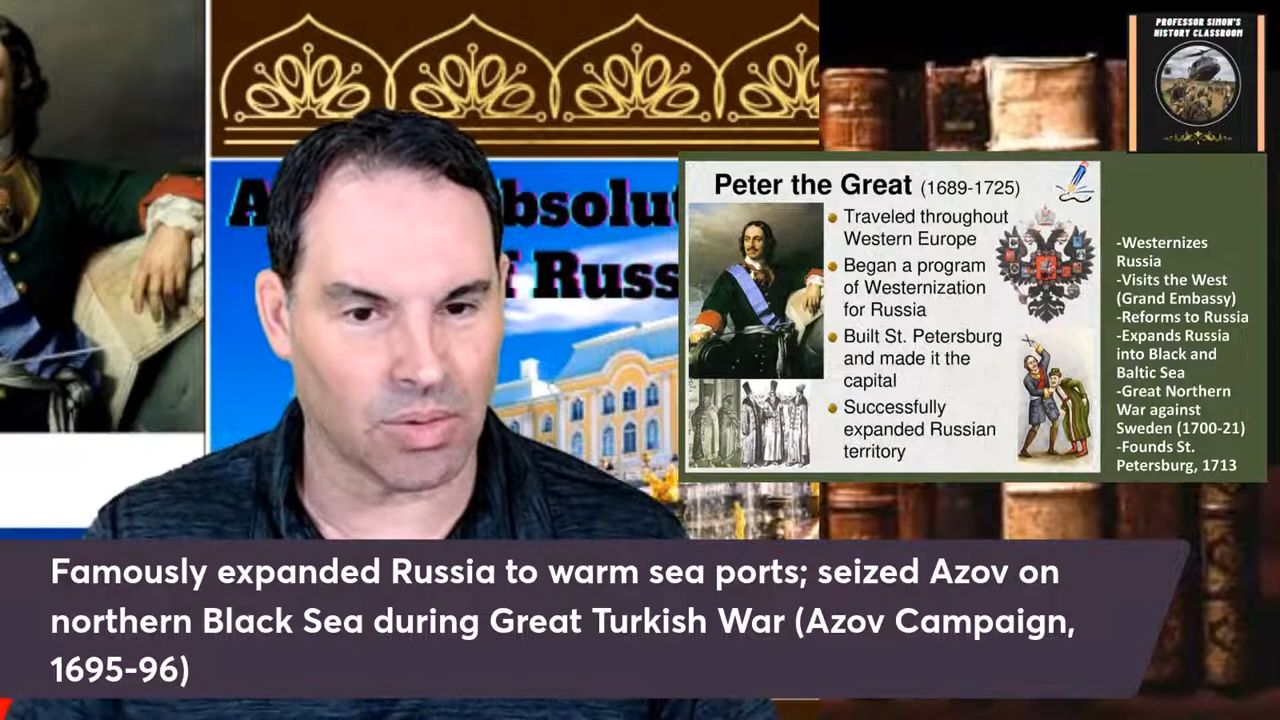 PROFESSOR SIMON'S
HISTORY CLASSROOM
bsolut
Russ
Peter the Great (1689-1725)
Traveled throughout
Western Europe
Began a program
of Westernization
for Russia
Built St. Petersburg
and made it the
capital
Successfully
expanded Russian
territory
-Westernizes
Russia
-Visits the West
(Grand Embassy)
-Reforms to Russia
-Expands Russia
into Black and
Baltic Sea
-Great Northern
War against
Sweden (1700-21)
-Founds St.
Petersburg, 1713
Famously expanded Russia to warm sea ports; seized Azov on
northern Black Sea during Great Turkish War (Azov Campaign,
1695-96)